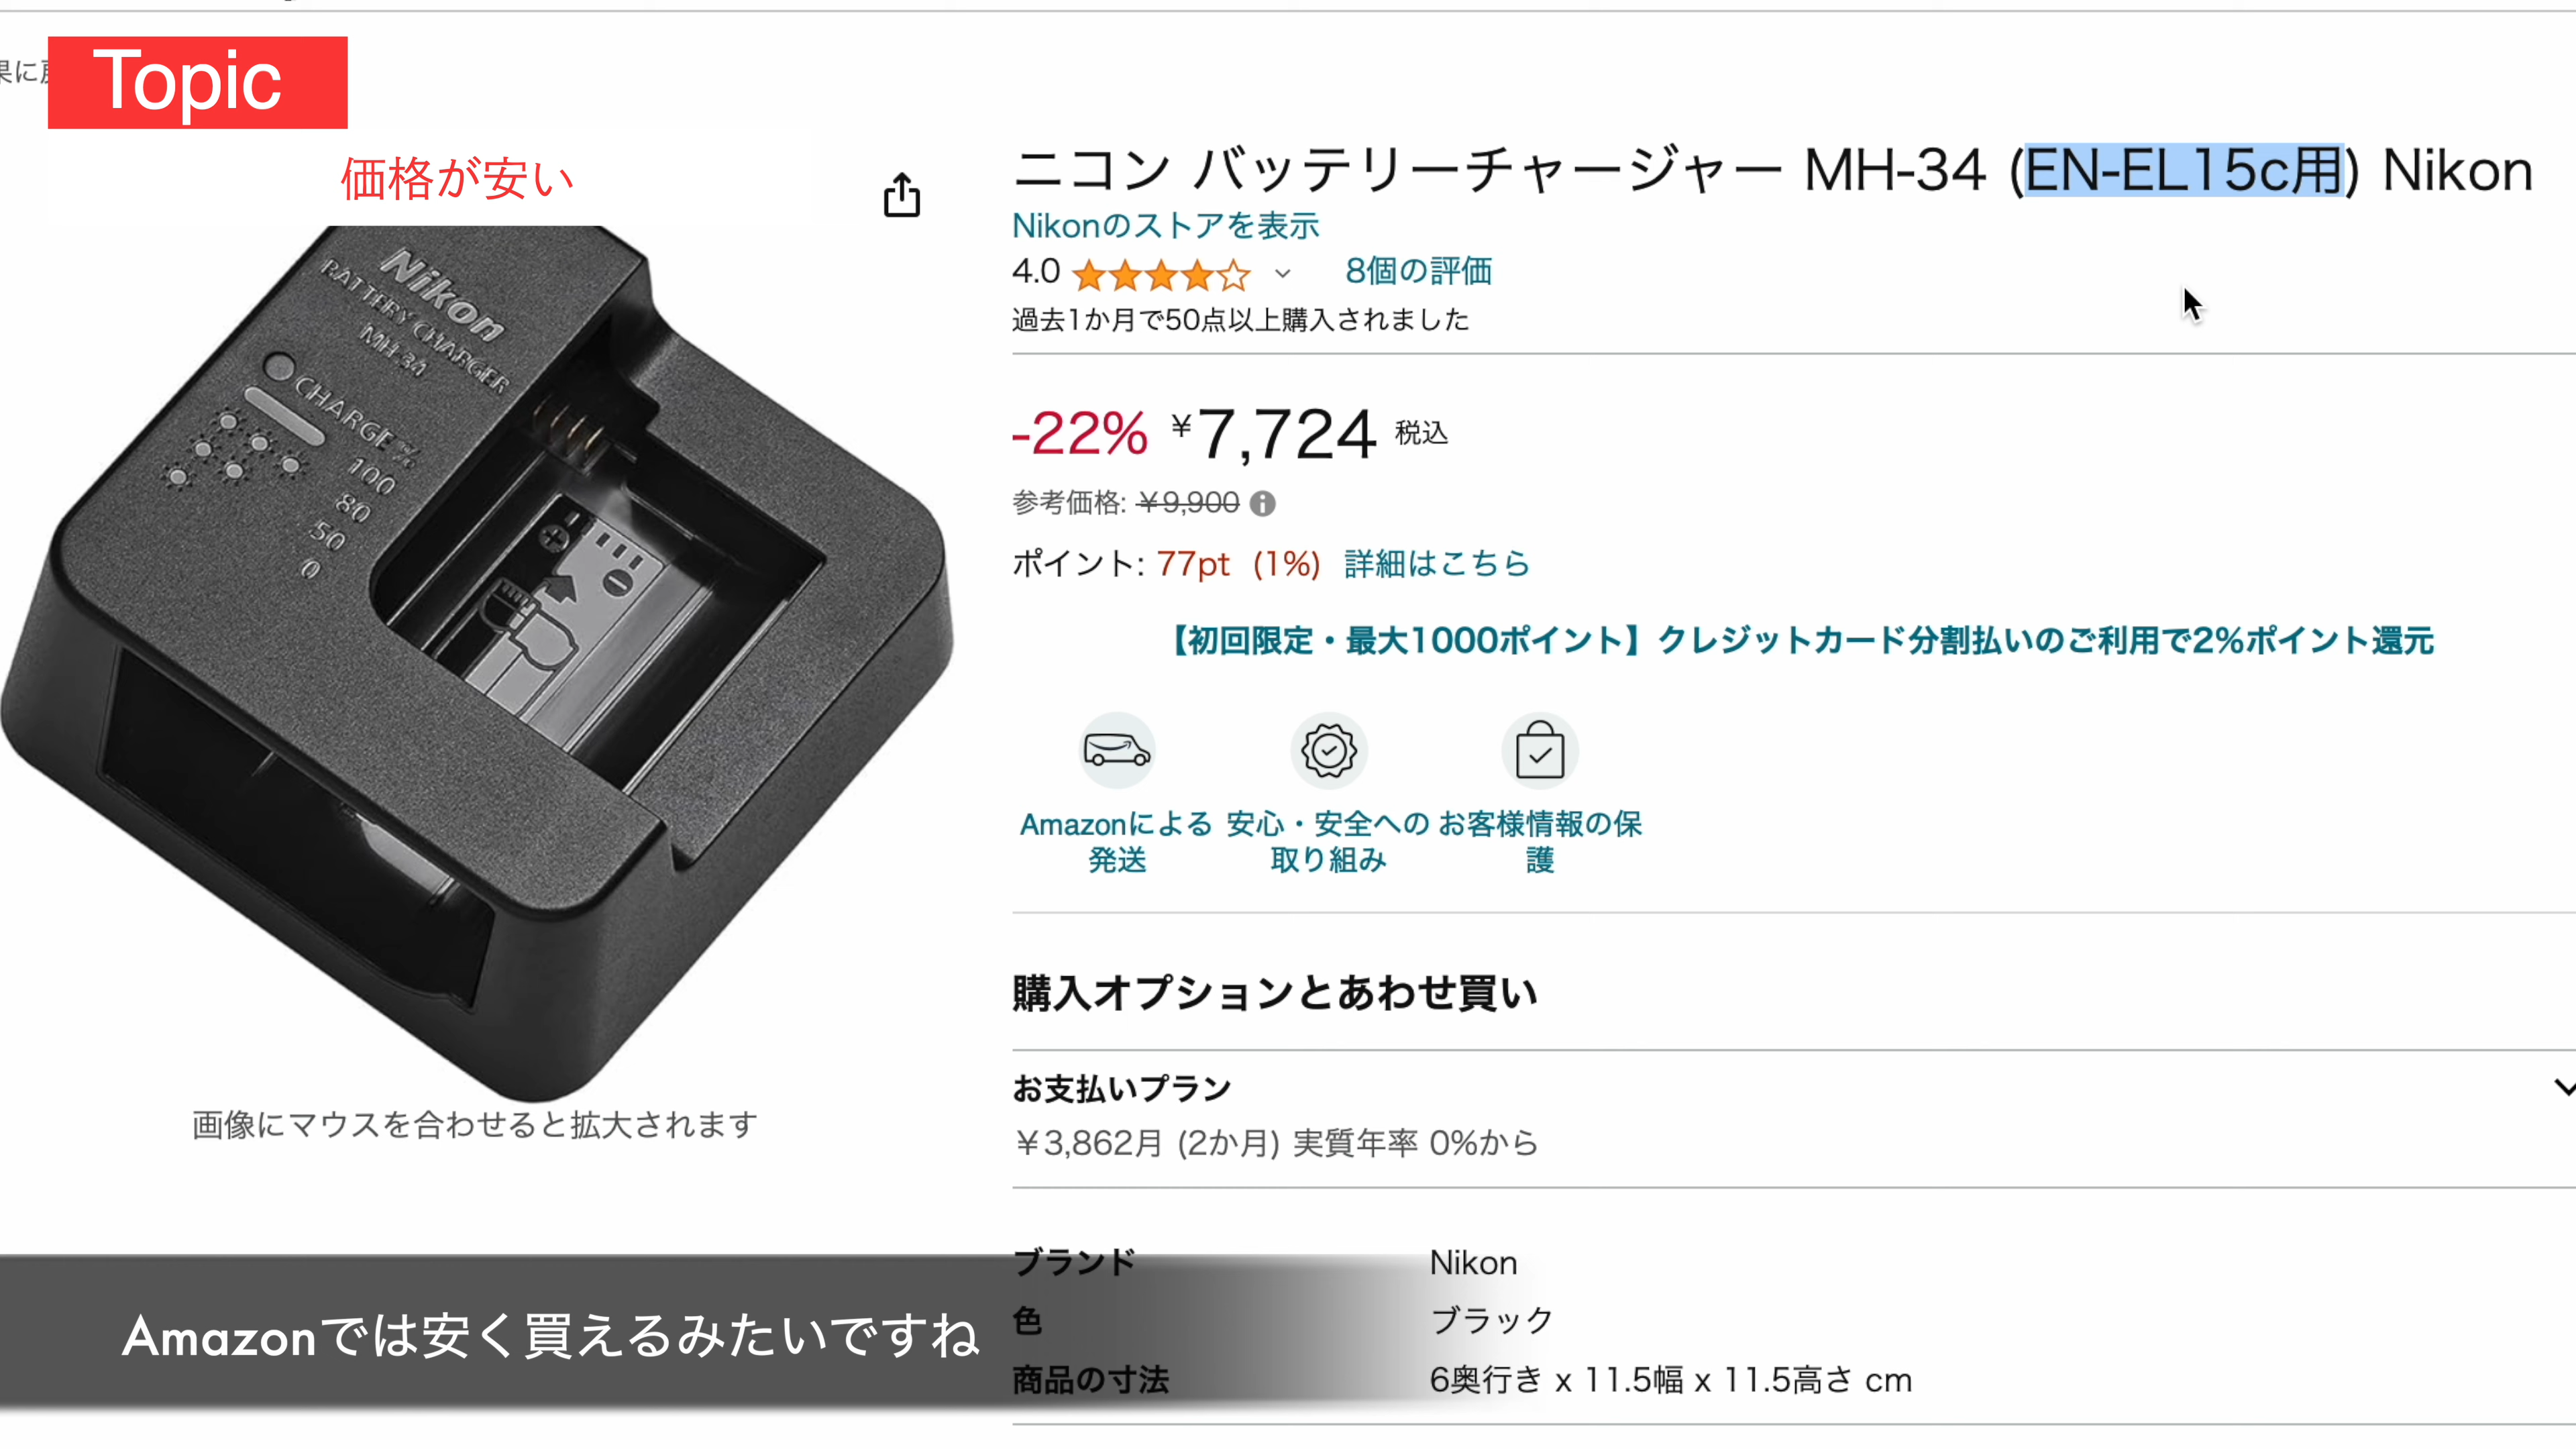 果に
Topic
価格が安い
Nikon
BATTERY CHARGER
MH-34
CHARGE %
100
80
50
0
画像にマウスを合わせると拡大されます
ニコン バッテリーチャージャー MH-34 (EN-EL15c用) Nikon
Nikonのストアを表示
4.0 8個の評価
過去1か月で50点以上購入されました
-22% ¥7,724 税込
参考価格: ¥9,900
ポイント: 77pt (1%) 詳細はこちら
【初回限定・最大1000ポイント】クレジットカード分割払いのご利用で2%ポイント還元
Amazonによる発送
安心・安全への取り組み
お客様情報の保護
購入オプションとあわせ買い
お支払いプラン
¥3,862月 (2か月) 実質年率 0%から
ブランド Nikon
色 ブラック
商品の寸法 6奥行き x 11.5幅 x 11.5高さ cm
Amazonでは安く買えるみたいですね